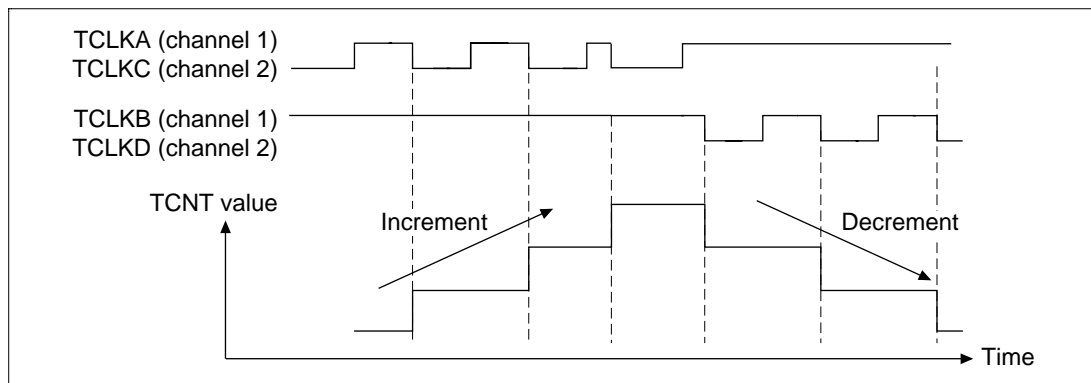 TCLKA (channel 1)
TCLKC (channel 2)
TCLKB (channel 1)
TCLKD (channel 2)
TCNT value
Increment
Decrement
Time